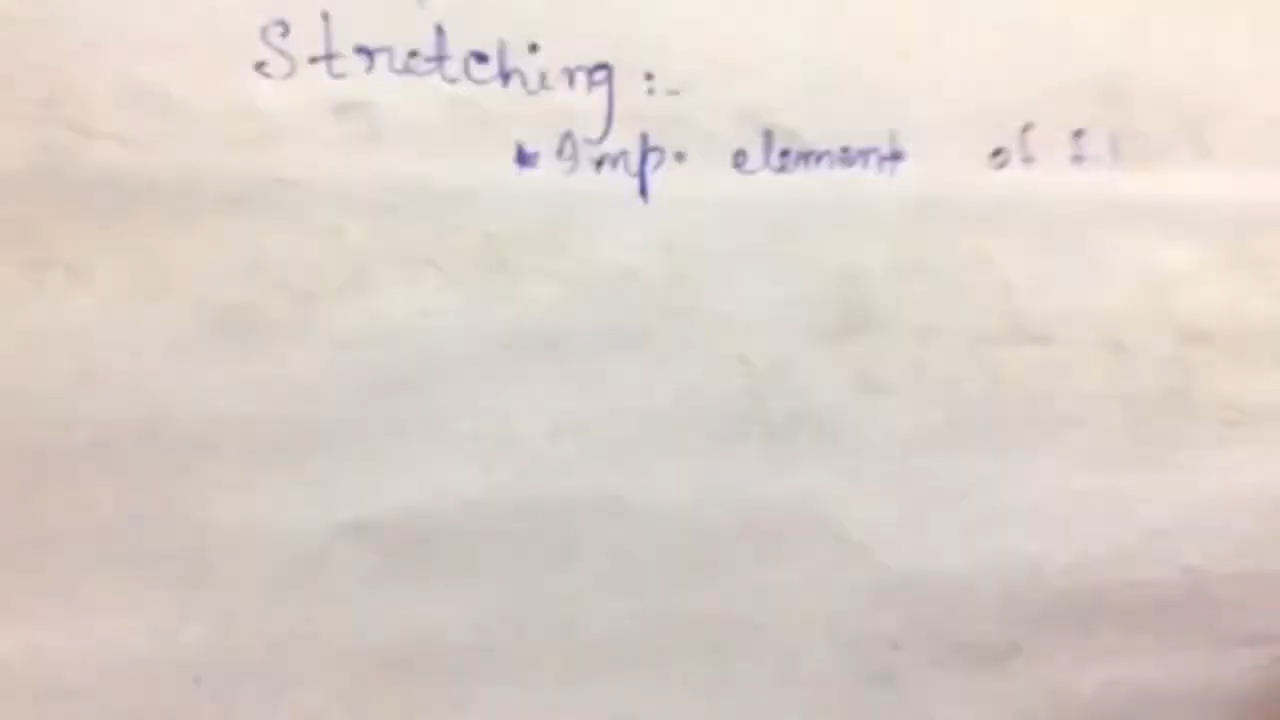 Stretching :-
* Imp. element of